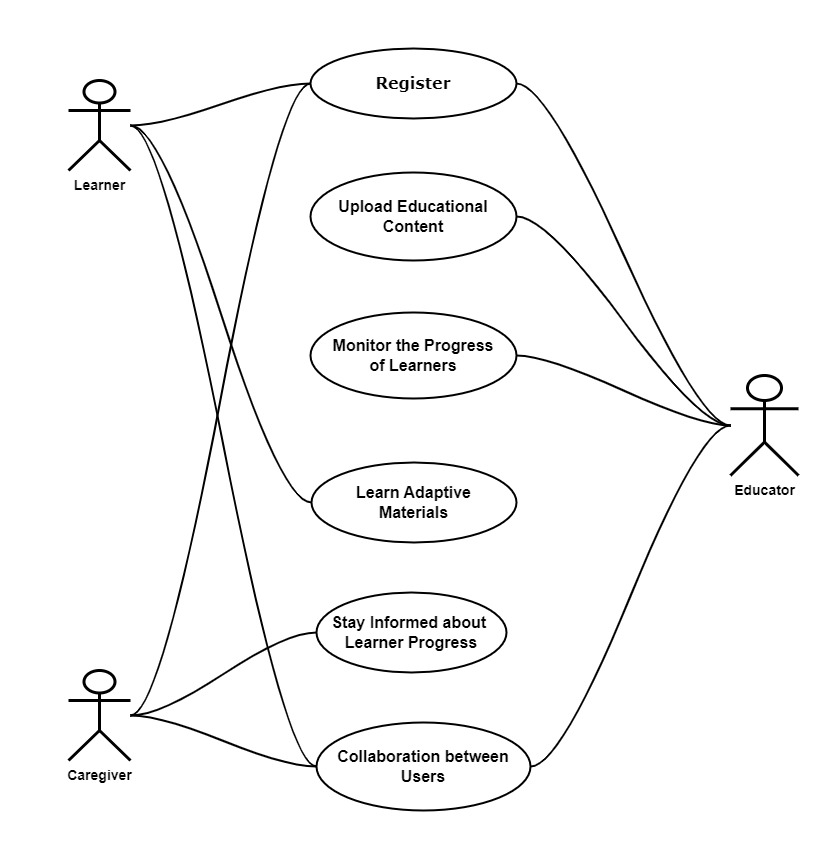 Register
Learner
Upload Educational
Content
Monitor the Progress
of Learners
Educator
Learn Adaptive
Materials
Stay Informed about
Learner Progress
Caregiver
Collaboration between
Users